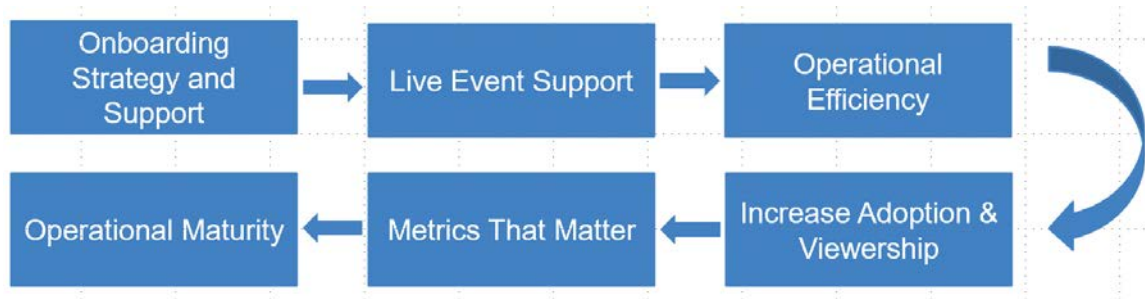 Onboarding
Strategy and
Support
Live Event Support
Operational
Efficiency
Increase Adoption &
Viewership
Metrics That Matter
Operational Maturity